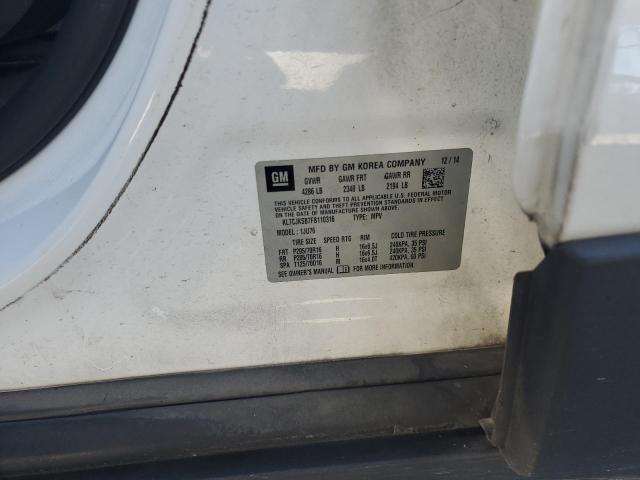 GM
MFD BY GM KOREA COMPANY 12 / 14
GVWR GAWR FRT GAWR RR
4286 LB 2348 LB 2194 LB
THIS VEHICLE CONFORMS TO ALL APPLICABLE U.S. FEDERAL MOTOR
VEHICLE SAFETY, BUMPER, AND THEFT PREVENTION STANDARDS IN EFFECT
ON THE DATE OF MANUFACTURE SHOWN ABOVE.
KL7CJKSB7FB110316 TYPE: MPV
MODEL : 1JU76
TIRE SIZE SPEED RTG RIM COLD TIRE PRESSURE
FRT P205/70R16 H 16x6.5J 240KPA, 35 PSI
RR P205/70R16 H 16x6.5J 240KPA, 35 PSI
SPA T125/70D16 M 16x4.0T 420KPA, 60 PSI
SEE OWNER'S MANUAL FOR MORE INFORMATION.